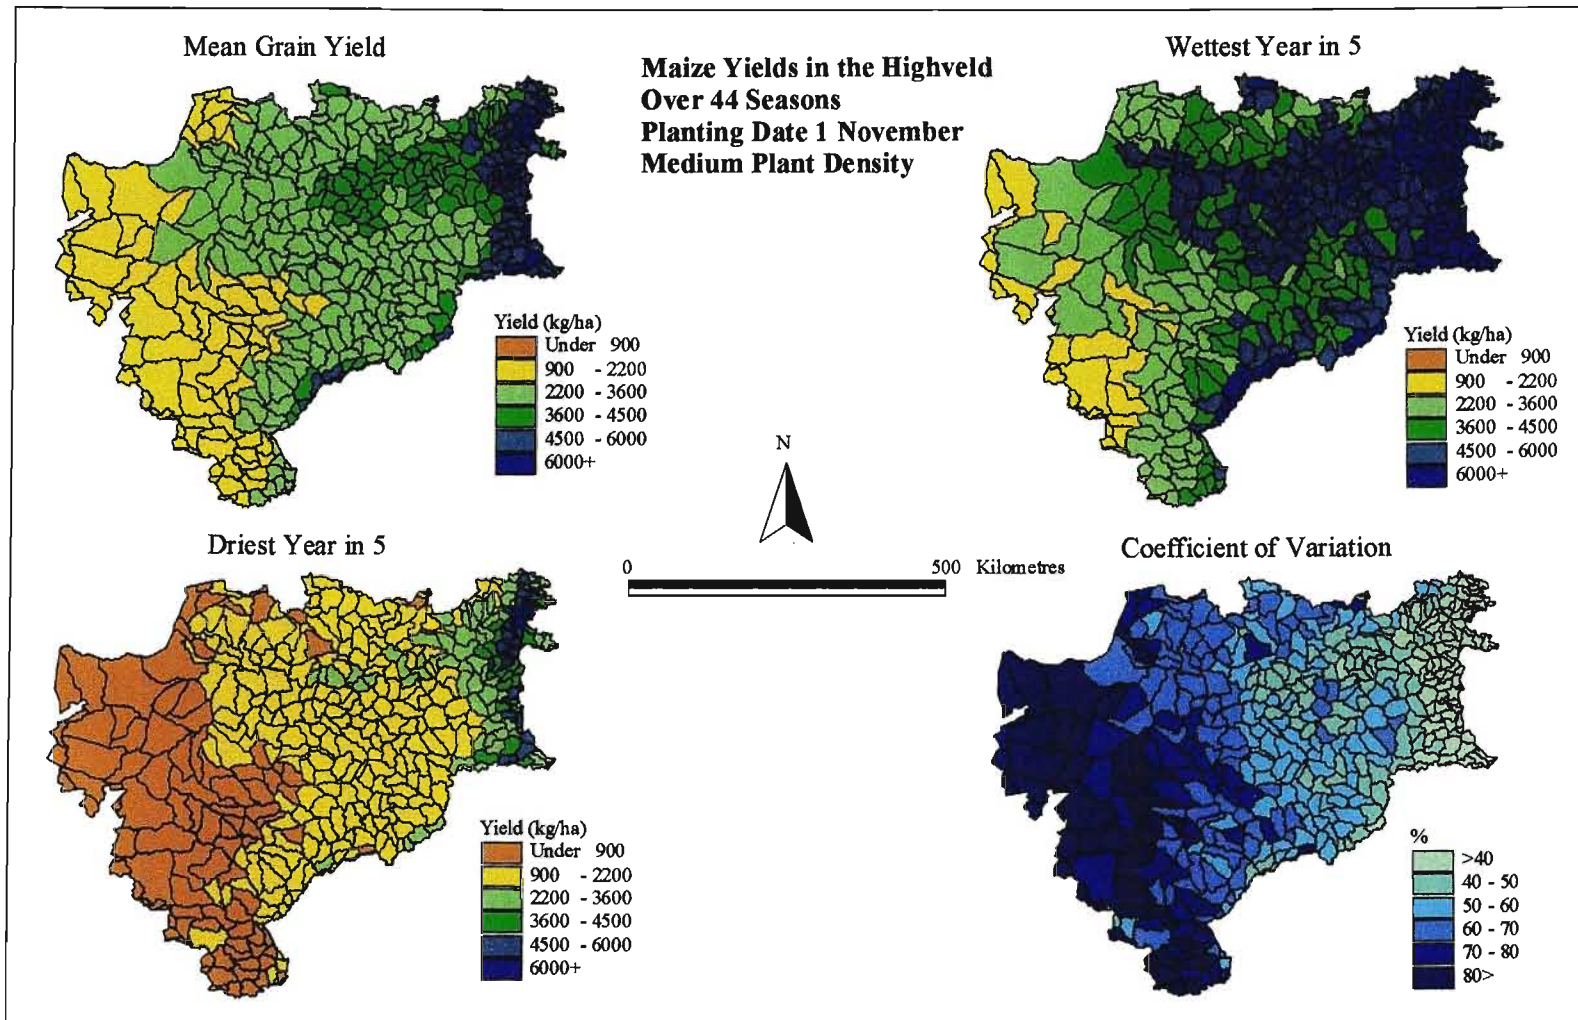 Mean Grain Yield
Maize Yields in the Highveld
Over 44 Seasons
Planting Date 1 November
Medium Plant Density
Wettest Year in 5
Yield (kg/ha)
Under 900
900 - 2200
2200 - 3600
3600 - 4500
4500 - 6000
6000+
Yield (kg/ha)
Under 900
900 - 2200
2200 - 3600
3600 - 4500
4500 - 6000
6000+
N
0 500 Kilometres
Driest Year in 5
Coefficient of Variation
Yield (kg/ha)
Under 900
900 - 2200
2200 - 3600
3600 - 4500
4500 - 6000
6000+
%
>40
40 - 50
50 - 60
60 - 70
70 - 80
80>